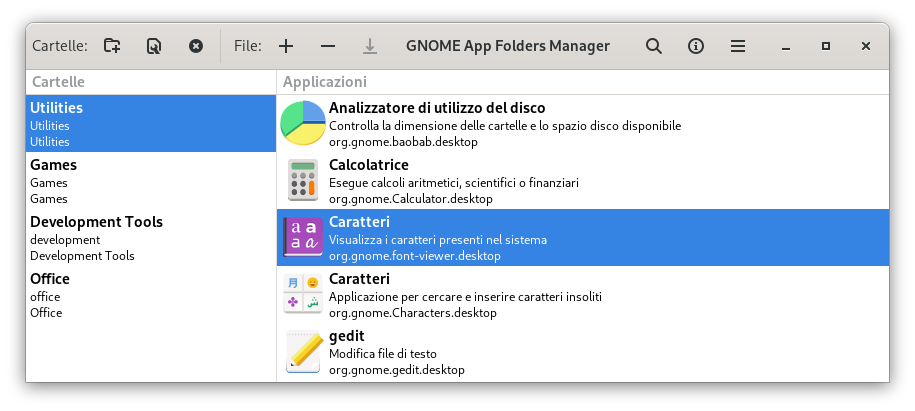 Cartelle:
File:
GNOME App Folders Manager
Cartelle
Applicazioni
Utilities
Utilities
Utilities
Games
Games
Games
Development Tools
development
Development Tools
Office
office
Office
Analizzatore di utilizzo del disco
Controlla la dimensione delle cartelle e lo spazio disco disponibile
org.gnome.baobab.desktop
Calcolatrice
Esegue calcoli aritmetici, scientifici o finanziari
org.gnome.Calculator.desktop
Caratteri
Visualizza i caratteri presenti nel sistema
org.gnome.font-viewer.desktop
Caratteri
Applicazione per cercare e inserire caratteri insoliti
org.gnome.Characters.desktop
gedit
Modifica file di testo
org.gnome.gedit.desktop